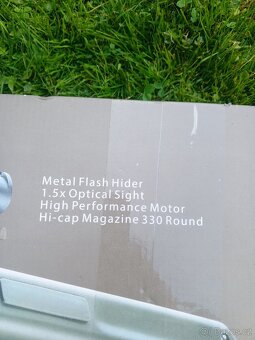 Metal Flash Hider
1.5x Optical Sight
High Performance Motor
Hi-cap Magazine 330 Round